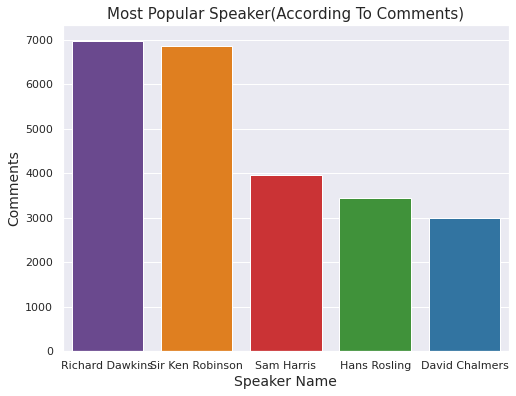 Most Popular Speaker(According To Comments)
7000
6000
5000
4000
3000
2000
1000
0
Comments
Richard Dawkins
Sir Ken Robinson
Sam Harris
Hans Rosling
David Chalmers
Speaker Name